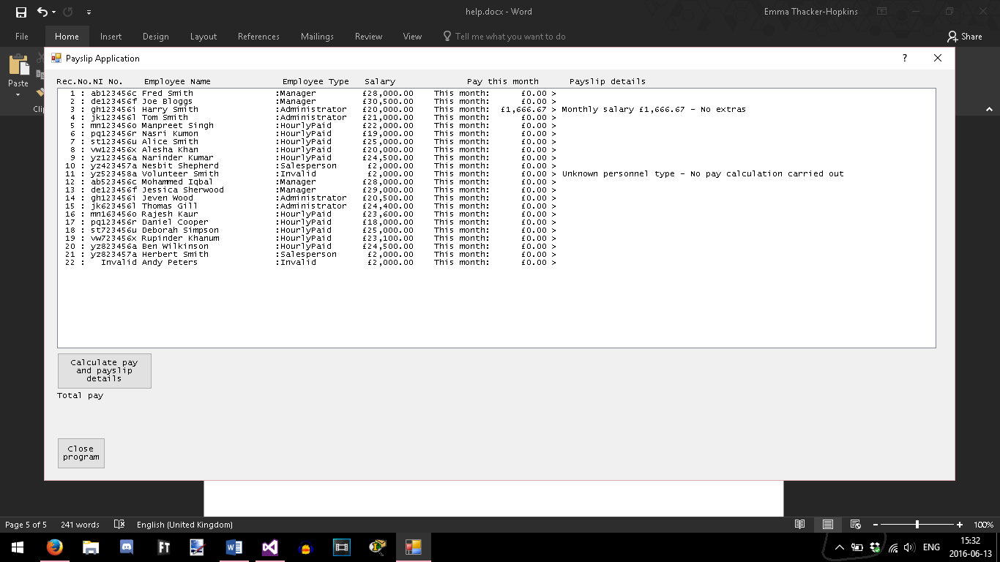 help.docx - Word
Emma Thacker-Hopkins
File Home Insert Design Layout References Mailings Review View Tell me what you want to do Share
Paste
Payslip Application ?
Rec.No.NI No. Employee Name Employee Type Salary Pay this month Payslip details
1 : ab123456c Fred Smith :Manager £28,000.00 This month: £0.00 >
2 : de123456f Joe Bloggs :Manager £30,500.00 This month: £0.00 >
3 : gh123456i Harry Smith :Administrator £20,000.00 This month: £1,666.67 > Monthly salary £1,666.67 - No extras
4 : jk123456l Tom Smith :Administrator £21,000.00 This month: £0.00 >
5 : mn123456o Manpreet Singh :HourlyPaid £22,000.00 This month: £0.00 >
6 : pq123456r Nasri Kumon :HourlyPaid £19,000.00 This month: £0.00 >
7 : st123456u Alice Smith :HourlyPaid £25,000.00 This month: £0.00 >
8 : vw123456x Alesha Khan :HourlyPaid £20,000.00 This month: £0.00 >
9 : yz123456a Narinder Kumar :HourlyPaid £24,500.00 This month: £0.00 >
10 : yz423457a Nesbit Shepherd :Salesperson £2,000.00 This month: £0.00 >
11 : yz523458a Volunteer Smith :Invalid £2,000.00 This month: £0.00 > Unknown personnel type - No pay calculation carried out
12 : ab523456c Mohammed Iqbal :Manager £28,000.00 This month: £0.00 >
13 : de123456f Jessica Sherwood :Manager £29,000.00 This month: £0.00 >
14 : gh123456i Jeven Wood :Administrator £20,500.00 This month: £0.00 >
15 : jk623456l Thomas Gill :Administrator £24,400.00 This month: £0.00 >
16 : mn163456o Rajesh Kaur :HourlyPaid £23,600.00 This month: £0.00 >
17 : pq123456r Daniel Cooper :HourlyPaid £18,000.00 This month: £0.00 >
18 : st723456u Deborah Simpson :HourlyPaid £25,000.00 This month: £0.00 >
19 : vw723456x Rupinder Khanum :HourlyPaid £23,100.00 This month: £0.00 >
20 : yz823456a Ben Wilkinson :HourlyPaid £24,500.00 This month: £0.00 >
21 : yz823457a Herbert Smith :Salesperson £2,000.00 This month: £0.00 >
22 : Invalid Andy Peters :Invalid £2,000.00 This month: £0.00 >
Calculate pay
and payslip
details
Total pay
Close
program
Page 5 of 5 241 words English (United Kingdom) 100%
FT
ENG
15:32
2016-06-13